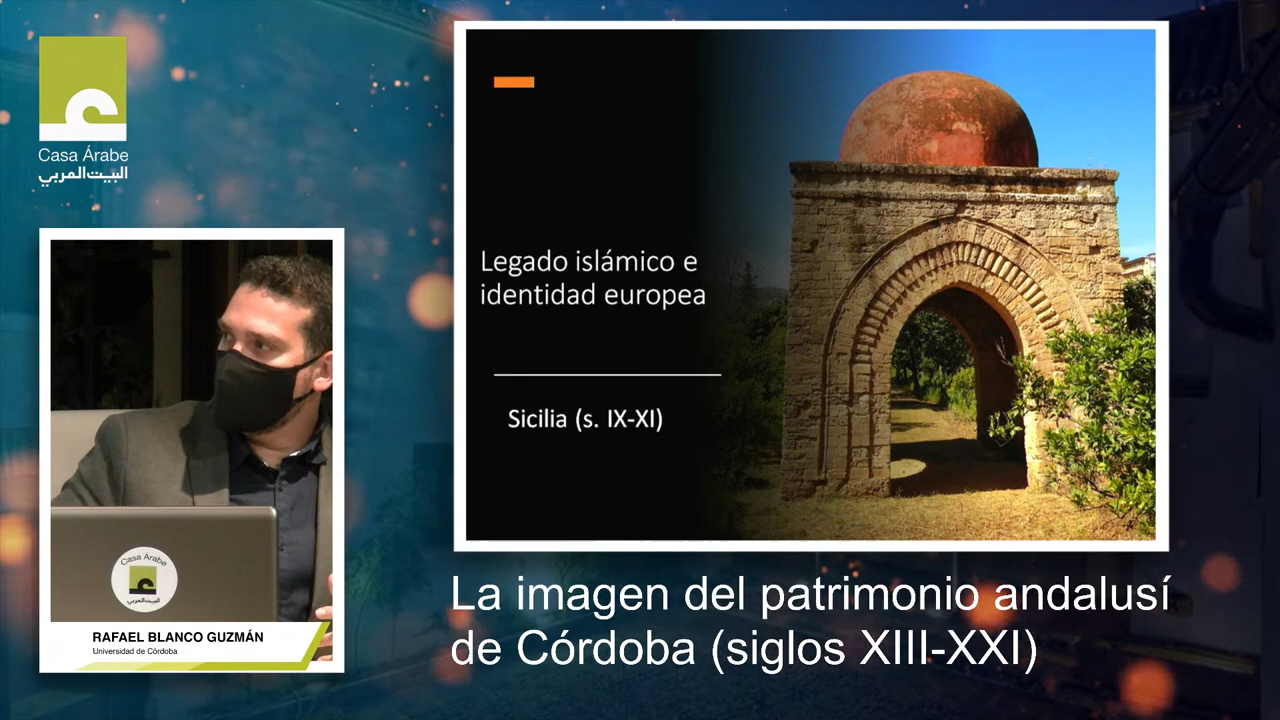 Casa Árabe
البيت العربي
Legado islámico e
identidad europea
Sicilia (s. IX-XI)
Casa Árabe
البيت العربي
RAFAEL BLANCO GUZMÁN
Universidad de Córdoba
La imagen del patrimonio andalusí
de Córdoba (siglos XIII-XXI)